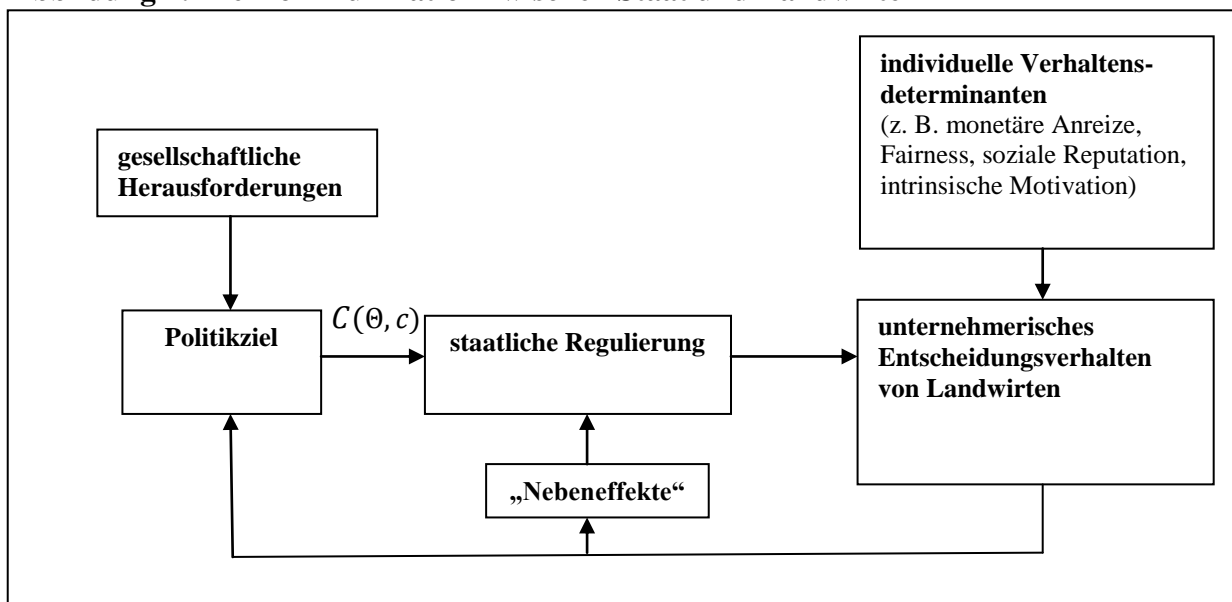 individuelle Verhaltens-
determinanten
(z. B. monetäre Anreize,
Fairness, soziale Reputation,
intrinsische Motivation)
gesellschaftliche
Herausforderungen
Politikziel
C(Θ, c)
staatliche Regulierung
unternehmerisches
Entscheidungsverhalten
von Landwirten
„Nebeneffekte“